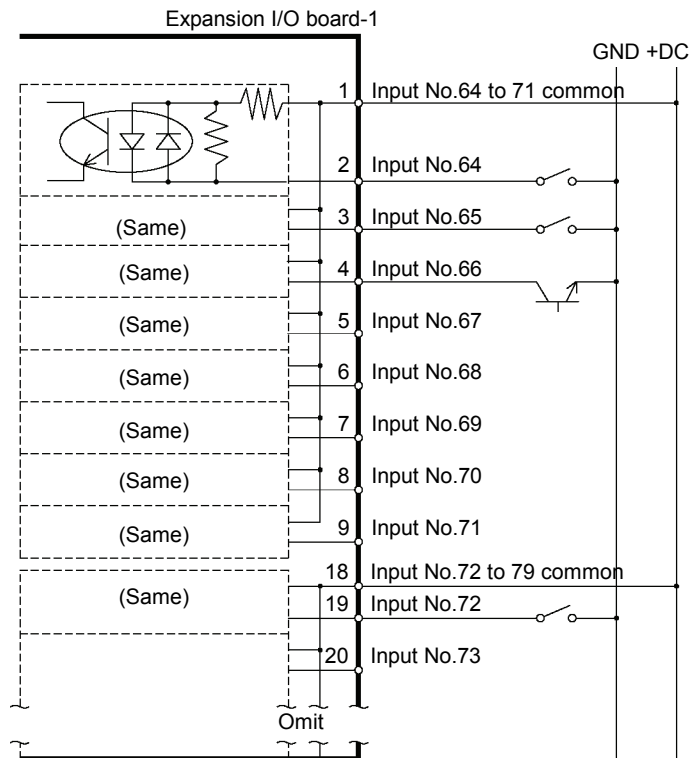 Expansion I/O board-1
GND +DC
1 Input No.64 to 71 common
2 Input No.64
(Same) 3 Input No.65
(Same) 4 Input No.66
(Same) 5 Input No.67
(Same) 6 Input No.68
(Same) 7 Input No.69
(Same) 8 Input No.70
(Same) 9 Input No.71
18 Input No.72 to 79 common
(Same)
19 Input No.72
20 Input No.73
Omit